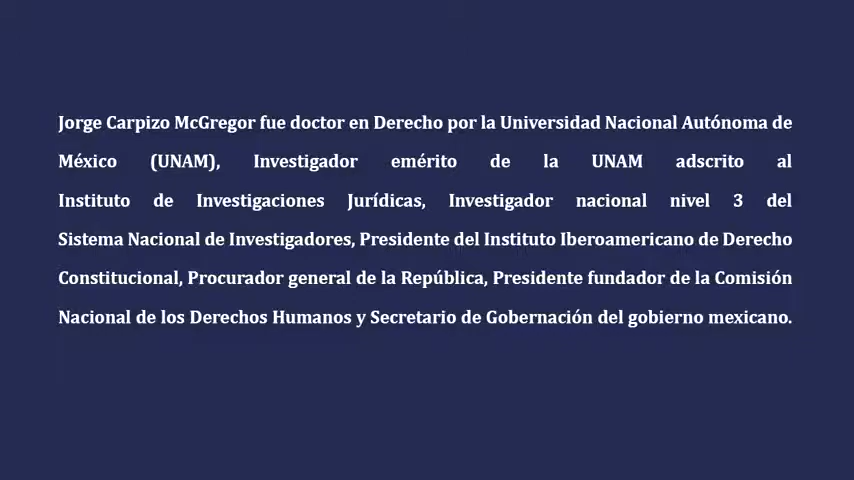 Jorge Carpizo McGregor fue doctor en Derecho por la Universidad Nacional Autónoma de
México (UNAM), Investigador emérito de la UNAM adscrito al
Instituto de Investigaciones Jurídicas, Investigador nacional nivel 3 del
Sistema Nacional de Investigadores, Presidente del Instituto Iberoamericano de Derecho
Constitucional, Procurador general de la República, Presidente fundador de la Comisión
Nacional de los Derechos Humanos y Secretario de Gobernación del gobierno mexicano.